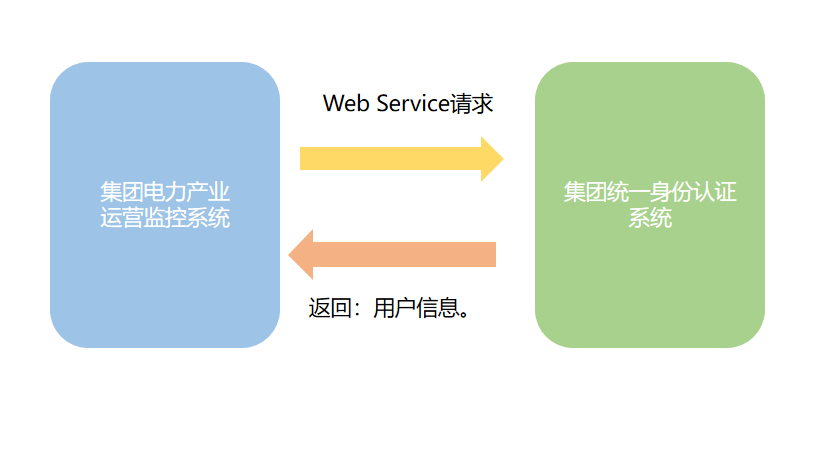 Web Service请求
集团电力产业
运营监控系统
集团统一身份认证
系统
返回：用户信息。